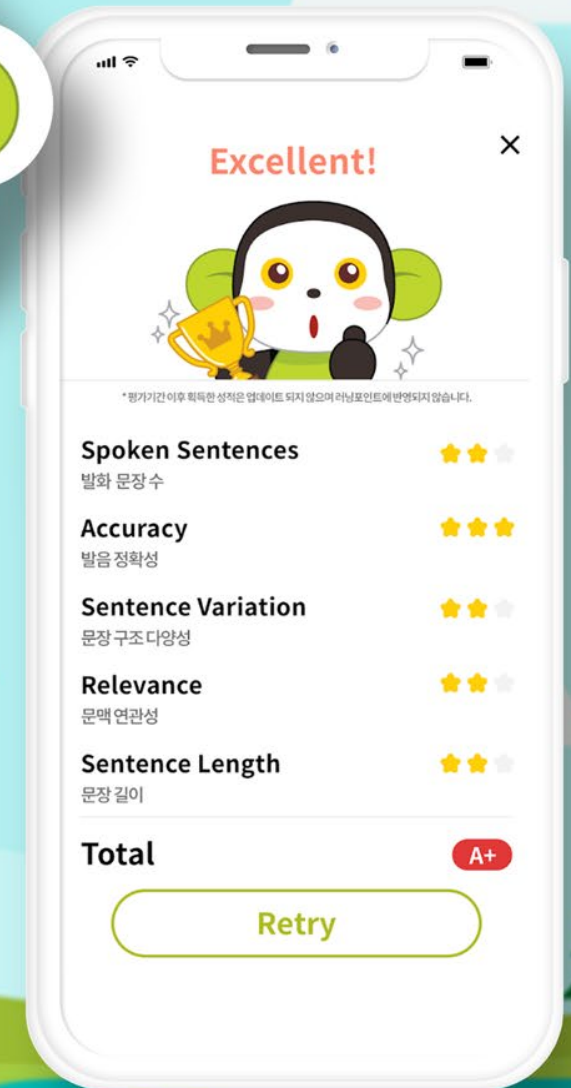 Excellent!
* 평가기간 이후 획득한 성적은 업데이트 되지 않으며 러닝포인트에 반영되지 않습니다.
Spoken Sentences
발화 문장 수
Accuracy
발음 정확성
Sentence Variation
문장 구조 다양성
Relevance
문맥 연관성
Sentence Length
문장 길이
Total
A+
Retry